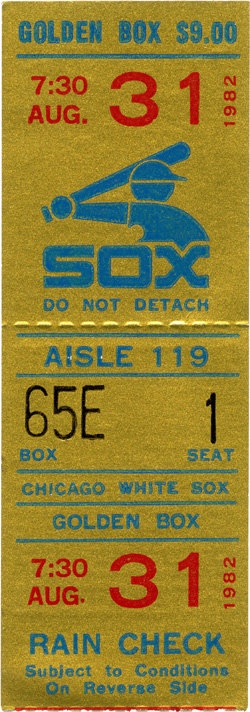 GOLDEN BOX $9.00
7:30
AUG. 31 1982
SOX
DO NOT DETACH
AISLE 119
65E 1
BOX SEAT
CHICAGO WHITE SOX
GOLDEN BOX
7:30
AUG. 31 1982
RAIN CHECK
Subject to Conditions
On Reverse Side